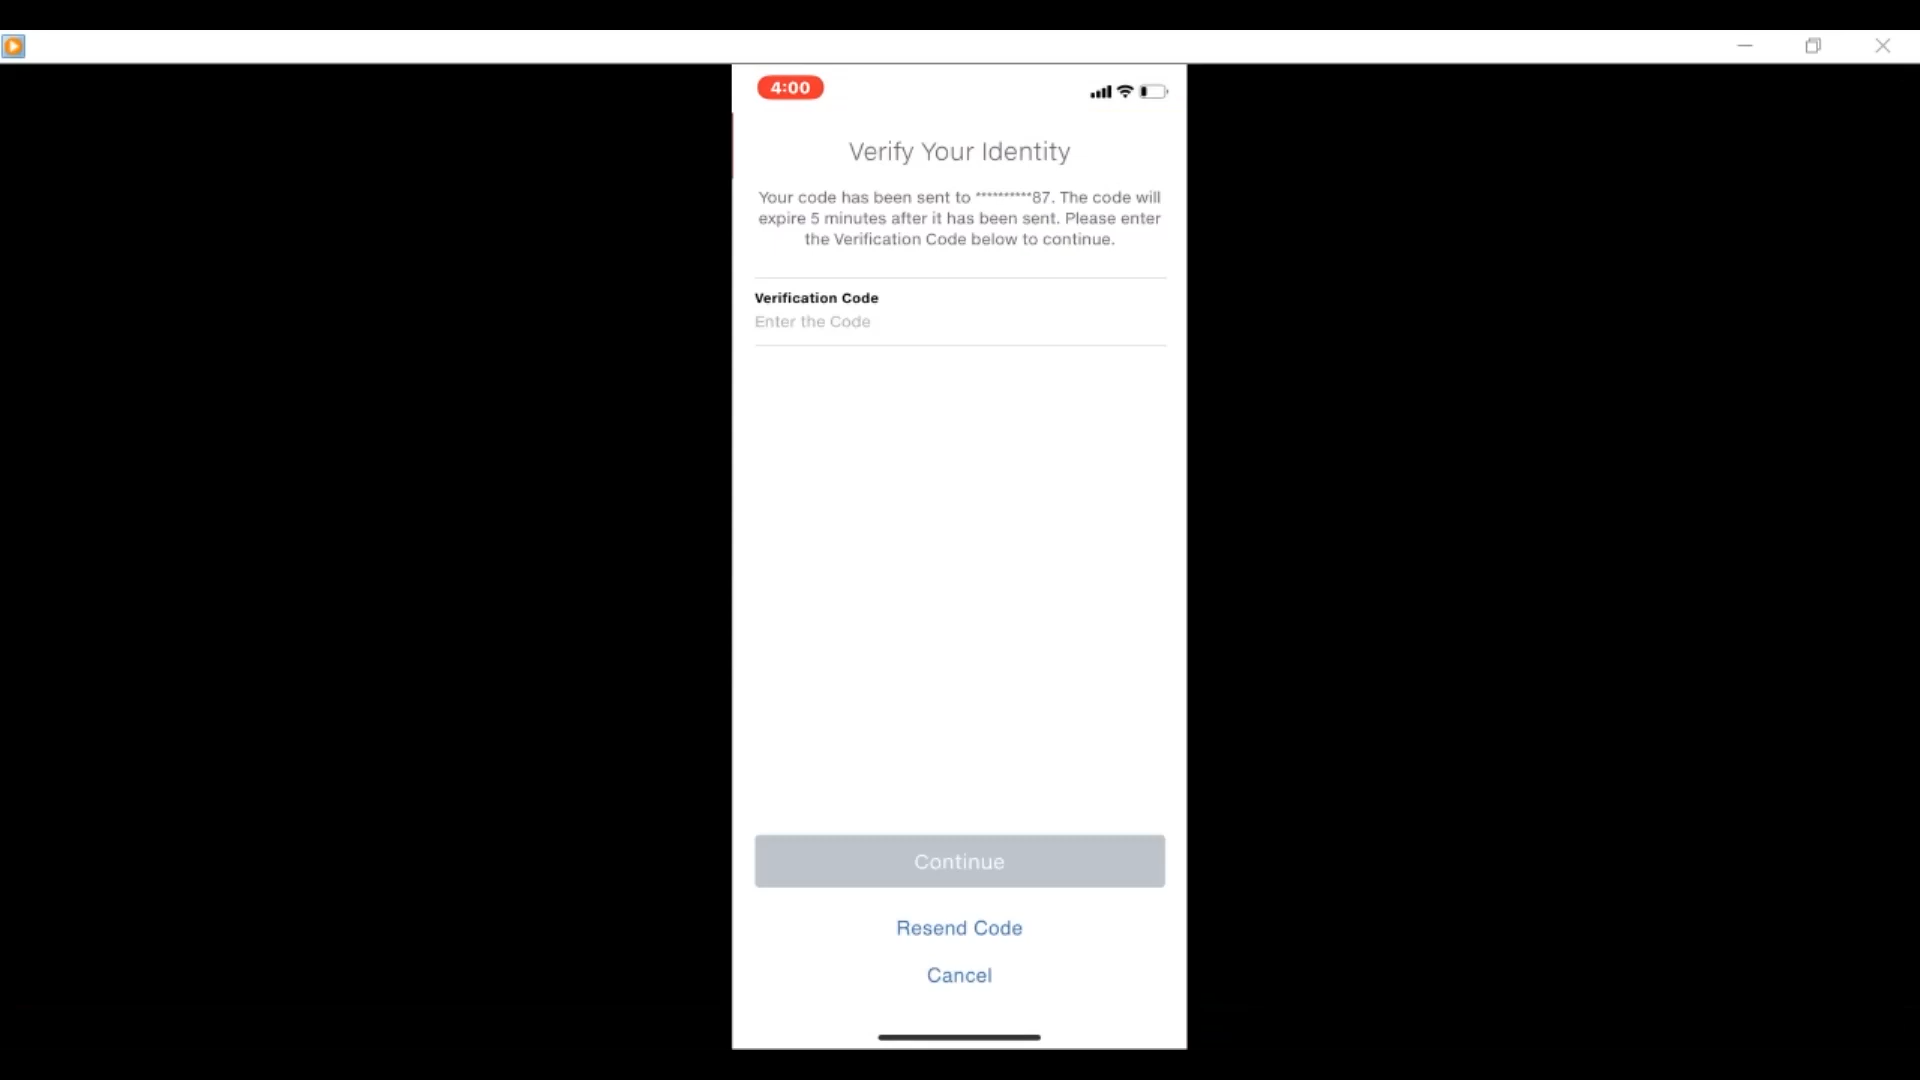 4:00
Verify Your Identity
Your code has been sent to **********87. The code will
expire 5 minutes after it has been sent. Please enter
the Verification Code below to continue.
Verification Code
Enter the Code
Continue
Resend Code
Cancel